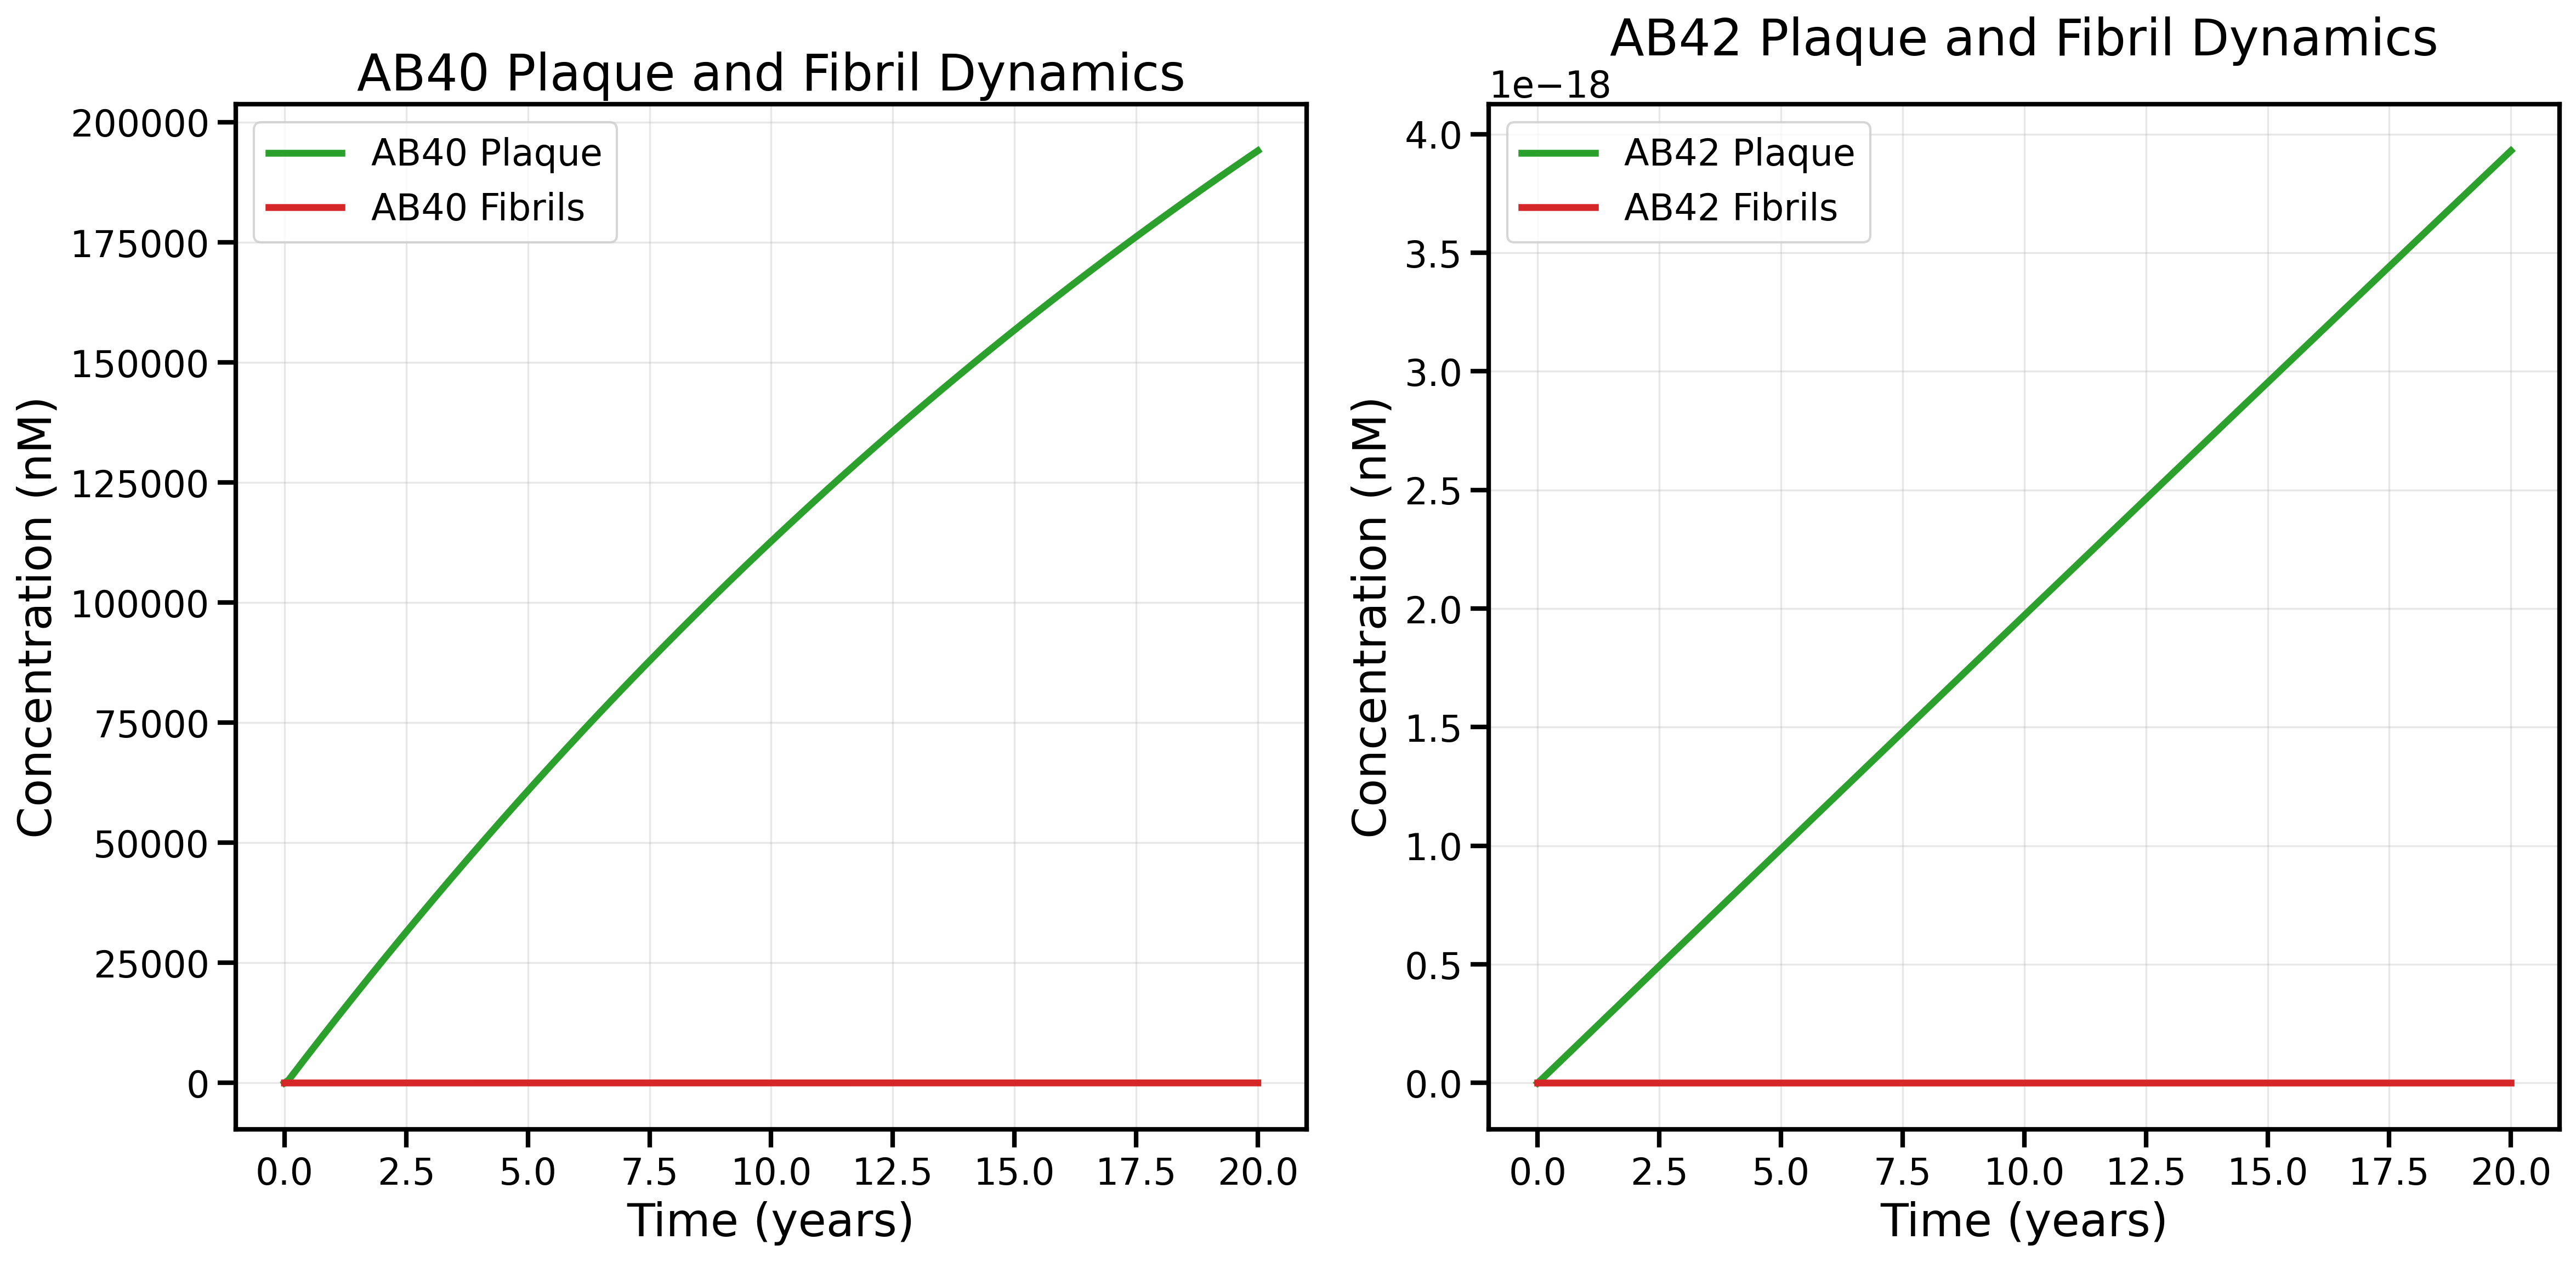 AB40 Plaque and Fibril Dynamics
200000
175000
150000
125000
100000
75000
50000
25000
0
Concentration (nM)
AB40 Plaque
AB40 Fibrils
0.0 2.5 5.0 7.5 10.0 12.5 15.0 17.5 20.0
Time (years)
AB42 Plaque and Fibril Dynamics
1e−18
4.0
3.5
3.0
2.5
2.0
1.5
1.0
0.5
0.0
Concentration (nM)
AB42 Plaque
AB42 Fibrils
0.0 2.5 5.0 7.5 10.0 12.5 15.0 17.5 20.0
Time (years)